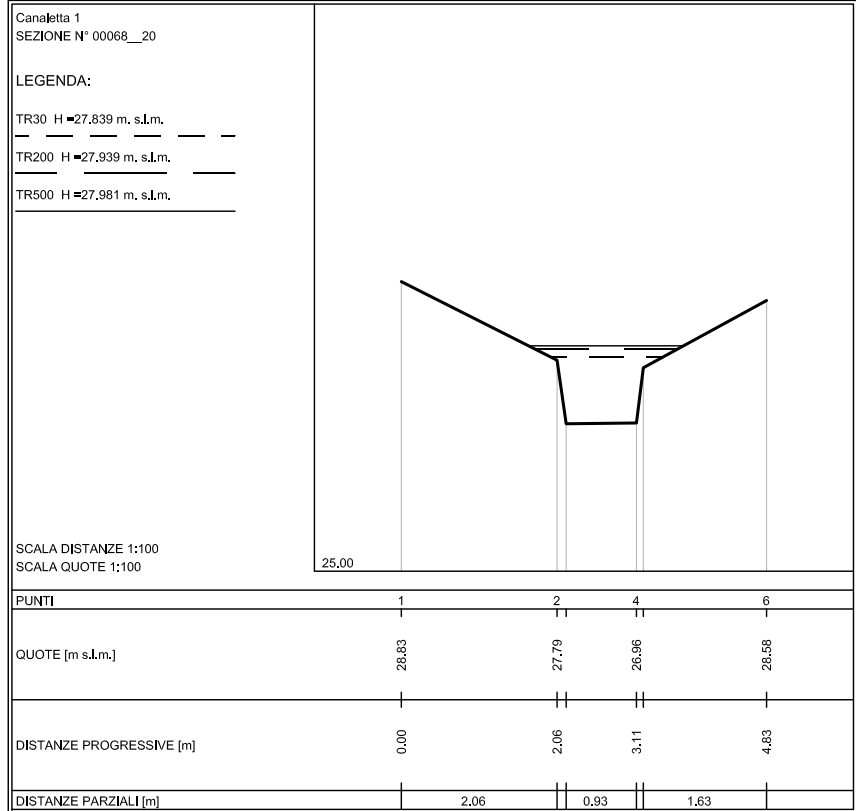 Canaletta 1
SEZIONE N° 00068__20
LEGENDA:
TR30 H =27.839 m. s.l.m.
TR200 H =27.939 m. s.l.m.
TR500 H =27.981 m. s.l.m.
SCALA DISTANZE 1:100
SCALA QUOTE 1:100
25.00
PUNTI 1 2 4 6
QUOTE [m s.l.m.] 28.83 27.79 26.96 28.58
DISTANZE PROGRESSIVE [m] 0.00 2.06 3.11 4.83
DISTANZE PARZIALI [m] 2.06 0.93 1.63